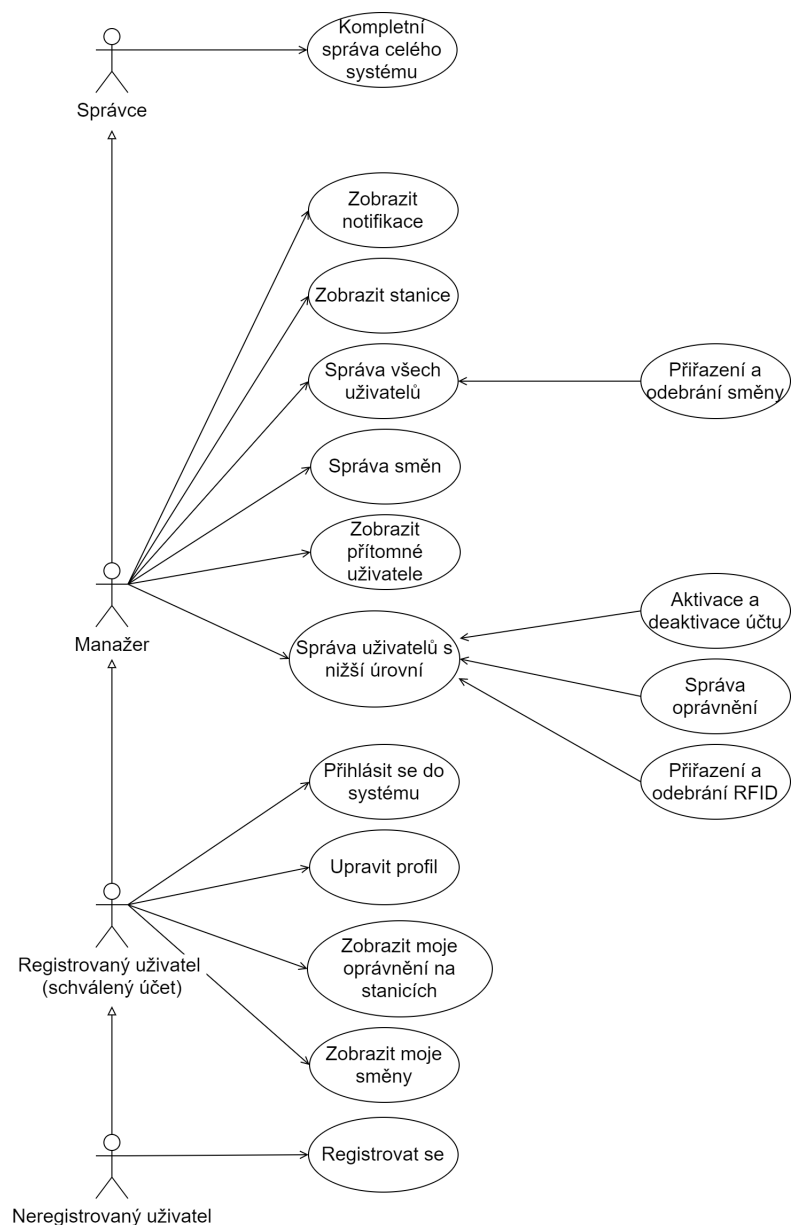 Kompletní
správa celého
systému
Správce
Zobrazit
notifikace
Zobrazit stanice
Správa všech
uživatelů
Přiřazení a
odebrání směny
Správa směn
Zobrazit
přítomné
uživatele
Manažer
Aktivace a
deaktivace účtu
Správa uživatelů s
nižší úrovní
Správa
oprávnění
Přiřazení a
odebrání RFID
Přihlásit se do
systému
Upravit profil
Registrovaný uživatel
(schválený účet)
Zobrazit moje
oprávnění na
stanicích
Zobrazit moje
směny
Registrovat se
Neregistrovaný uživatel